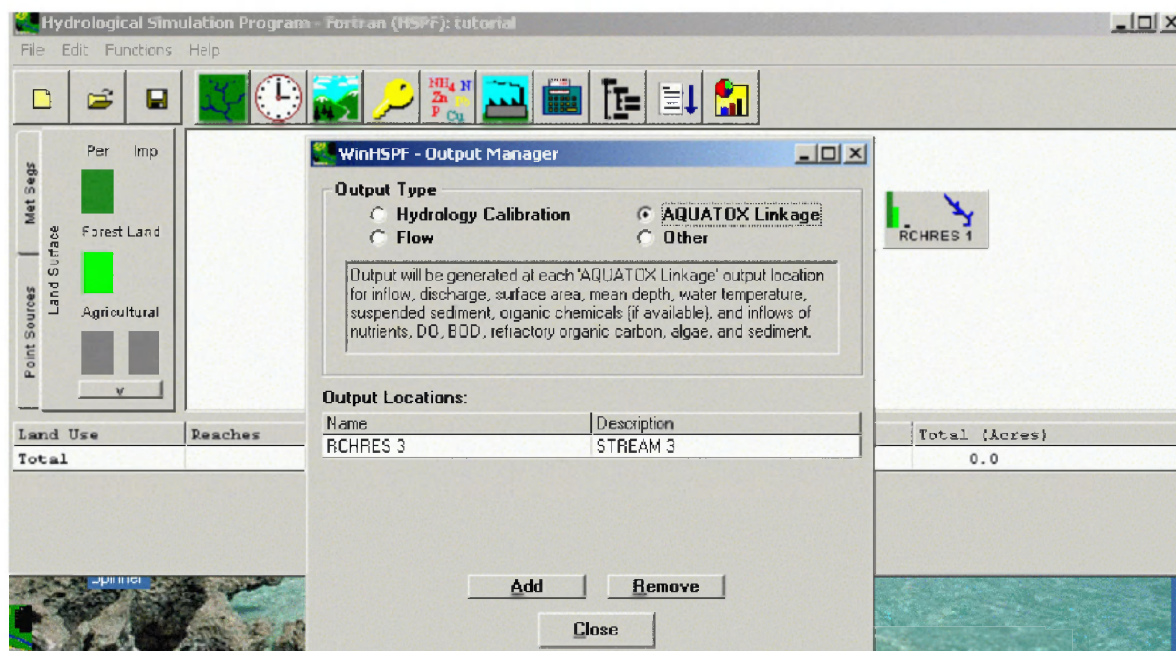 Hydrological Simulation Program - Fortran (HSPF): tutorial
File Edit Functions Help
NH4 N
Zn
P Cu
Met Segs
Point Sources
Land Surface
Per Imp
Forest Land
Agricultural
WinHSPF - Output Manager
Output Type
Hydrology Calibration
AQUATOX Linkage
Flow
Other
Output will be generated at each 'AQUATOX Linkage' output location
for inflow, discharge, surface area, mean depth, water temperature,
suspended sediment, organic chemicals (if available), and inflows of
nutrients, DO, BOD, refractory organic carbon, algae, and sediment.
Output Locations:
Name Description
RCHRES 3 STREAM 3
Add Remove
Close
RCHRES 1
Land Use Reaches Total (Acres)
Total 0.0
Spinner